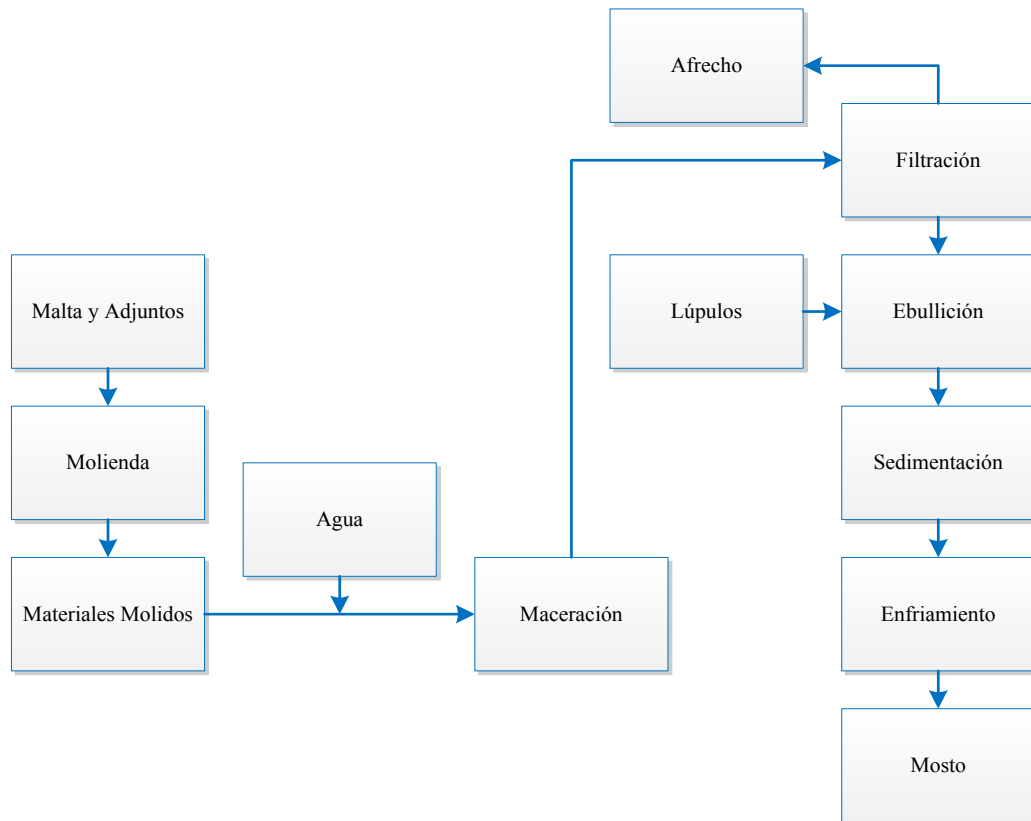 Afrecho
Filtración
Malta y Adjuntos
Lúpulos
Ebullición
Molienda
Agua
Sedimentación
Materiales Molidos
Maceración
Enfriamiento
Mosto